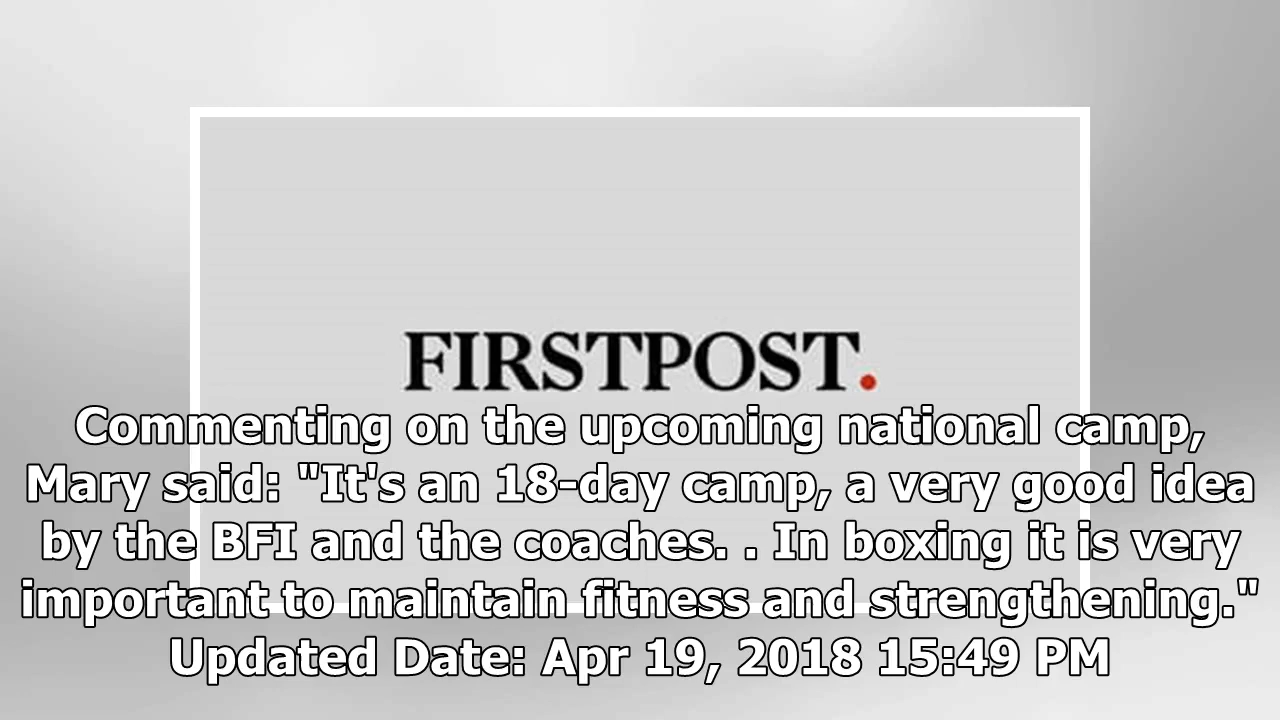 FIRSTPOST.
Commenting on the upcoming national camp,
Mary said: "It's an 18-day camp, a very good idea
by the BFI and the coaches. . In boxing it is very
important to maintain fitness and strengthening."
Updated Date: Apr 19, 2018 15:49 PM